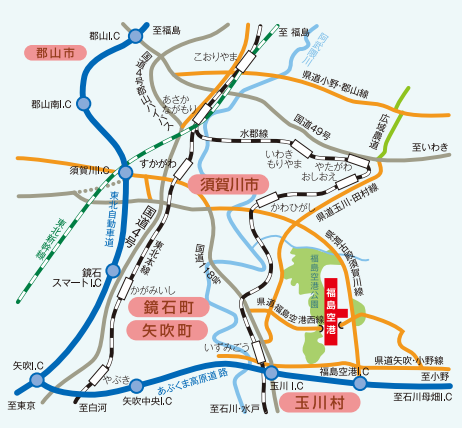 郡山I.C
至福島
至 福島
阿武隈川
郡山市
こおりやま
国道4号郡山バイパス
県道小野・郡山線
あさか
ながもり
郡山南I.C
国道49号
広域農道
水郡線
須賀川I.C
すかがわ
いわき
もりやま
やたがわ
おしおえ
至いわき
須賀川市
県道玉川・田村線
かわひがし
東北新幹線
東北自動車道
国道4号
東北本線
国道118号
鏡石
スマートI.C
かがみいし
福島空港公園
福島空港
鏡石町
矢吹町
県道福島空港西線
いずみごう
矢吹I.C
やぶき
あぶくま高原道路
県道矢吹・小野線
福島空港I.C
至小野
至東京
至白河
矢吹中央I.C
玉川I.C
至石川・水戸
玉川村
至石川母畑I.C